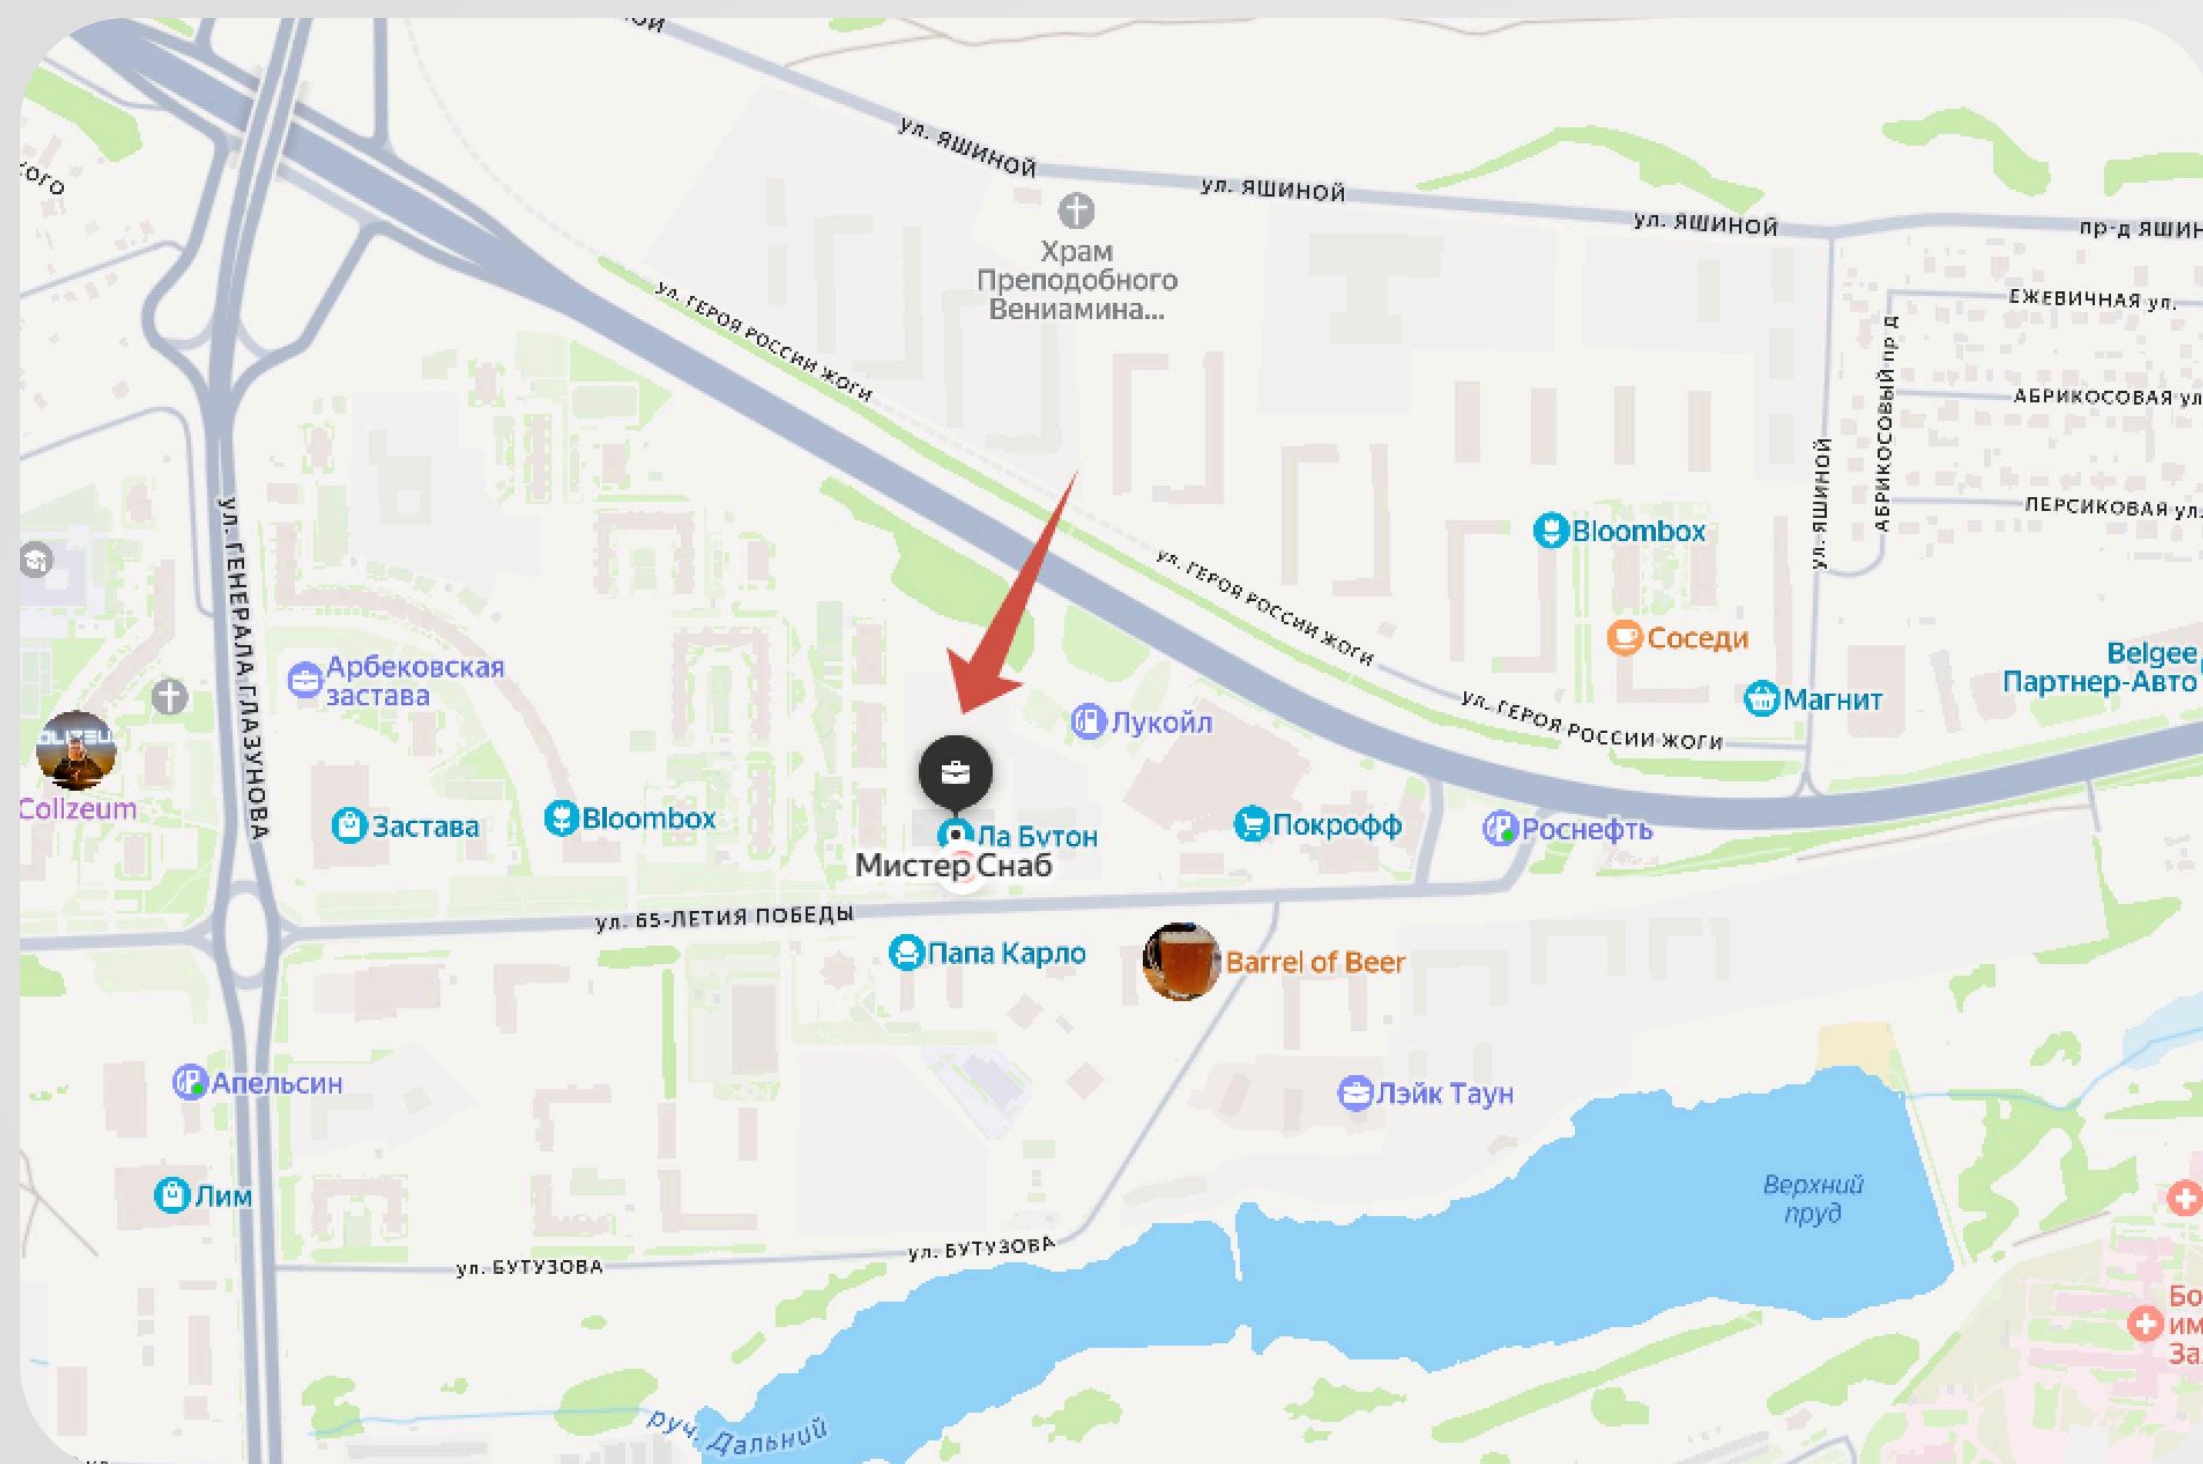 ул. ЯШИНОЙ
ул. ЯШИНОЙ
ул. ЯШИНОЙ
Храм
Преподобного
Вениамина...
ЕЖЕВИЧНАЯ ул.
ул. ГЕРОЯ РОССИИ ЖОГИ
АБРИКОСОВЫЙ пр-д
АБРИКОСОВАЯ ул
ПЕРСИКОВАЯ ул.
ул. ЯШИНОЙ
Bloombox
ул. ГЕНЕРАЛА ГЛАЗУНОВА
ул. ГЕРОЯ РОССИИ ЖОГИ
Соседи
Арбековская
застава
Belgee
Партнер-Авто
Магнит
ул. ГЕРОЯ РОССИИ ЖОГИ
Лукойл
Colizeum
Застава
Bloombox
Ла Бутон
Мистер Снаб
Покрофф
Роснефть
ул. 65-ЛЕТИЯ ПОБЕДЫ
Папа Карло
Barrel of Beer
Апельсин
Лэйк Таун
Лим
Верхний
пруд
ул. БУТУЗОВА
ул. БУТУЗОВА
руч. Дальний